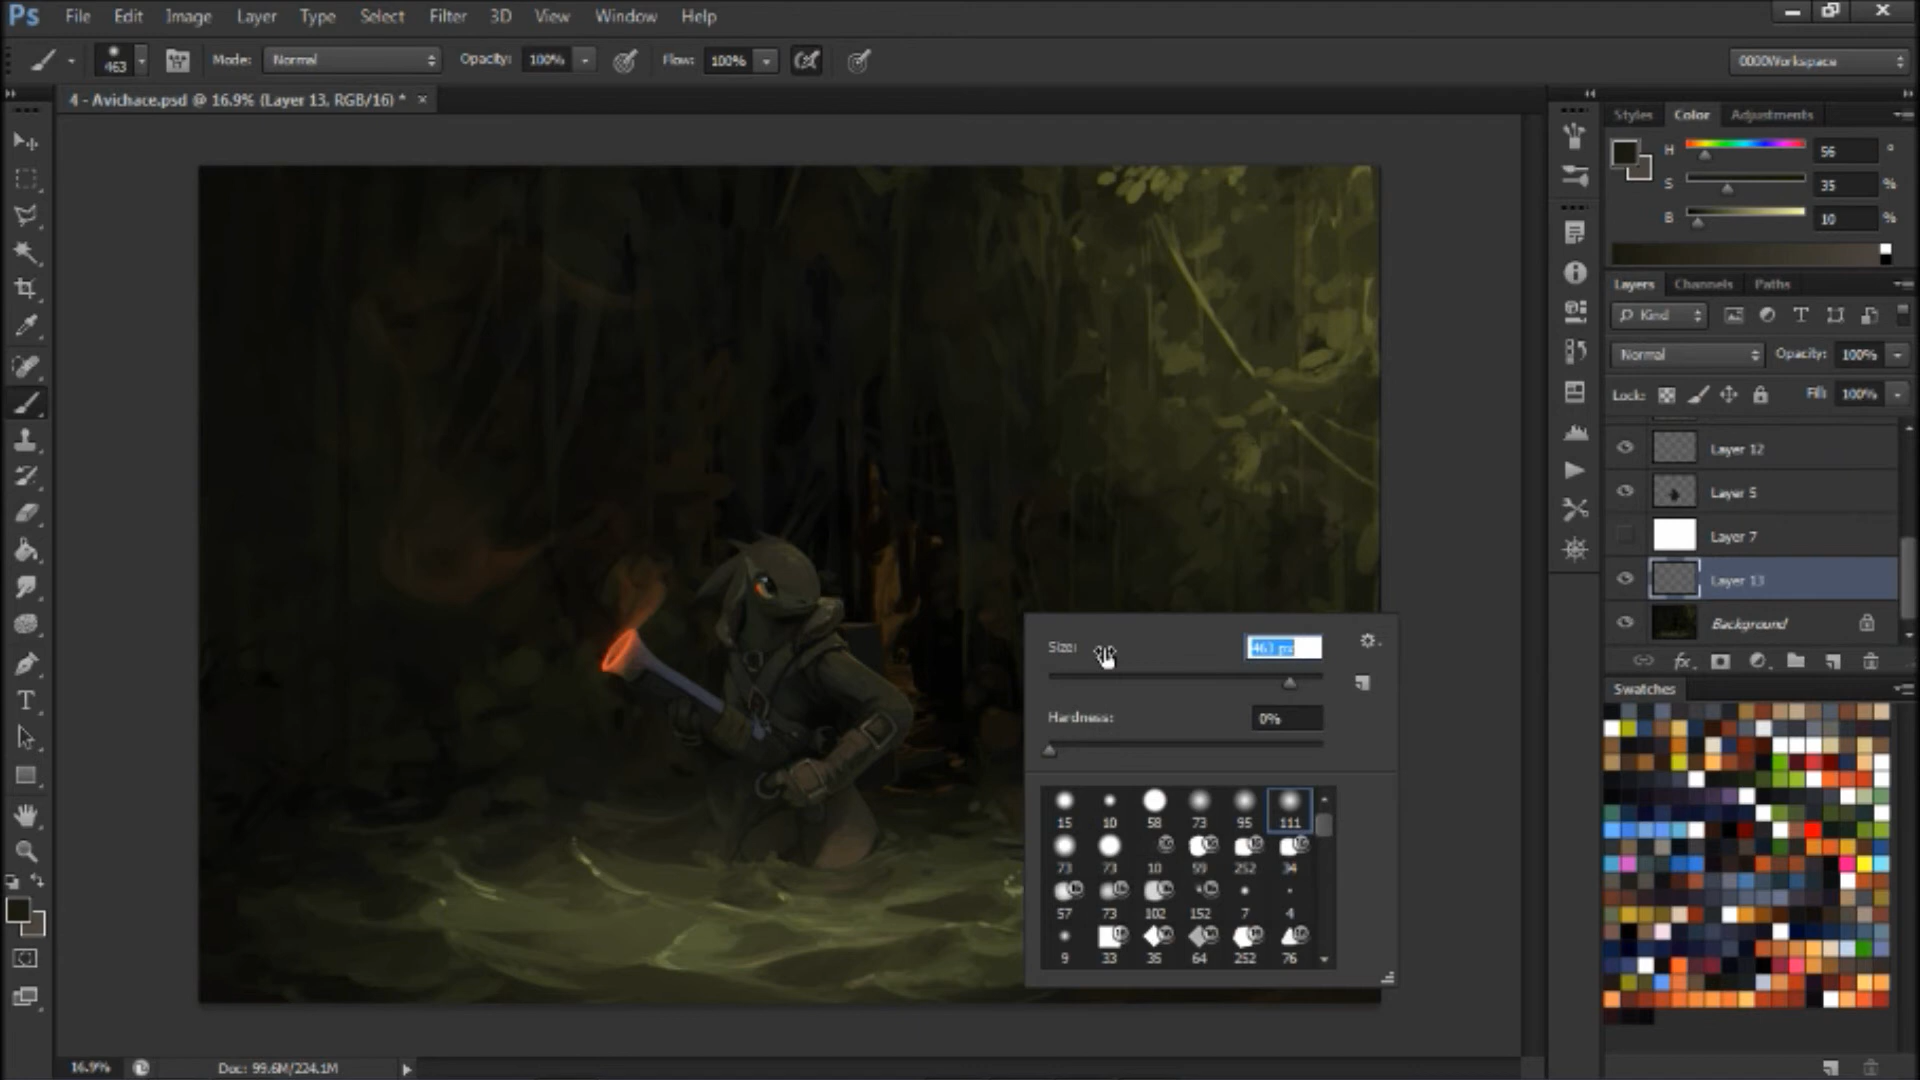 Ps File Edit Image Layer Type Select Filter 3D View Window Help
463 Mode: Normal Opacity: 100% Flow: 100% 0000Workspace
4 - Avichace.psd @ 16.9% (Layer 13, RGB/16) * ×
Styles Color Adjustments
H 56 °
S 35 %
B 10 %
Layers Channels Paths
Kind
Normal Opacity: 100%
Lock: Fill: 100%
Layer 12
Layer 5
Layer 7
Layer 13
Background
fx
Swatches
Size: 463 px
Hardness: 0%
15 10 58 73 95 111
73 73 10 59 252 34
57 73 102 152 7 4
9 33 35 64 252 76
16.9% Doc: 99.6M/224.1M